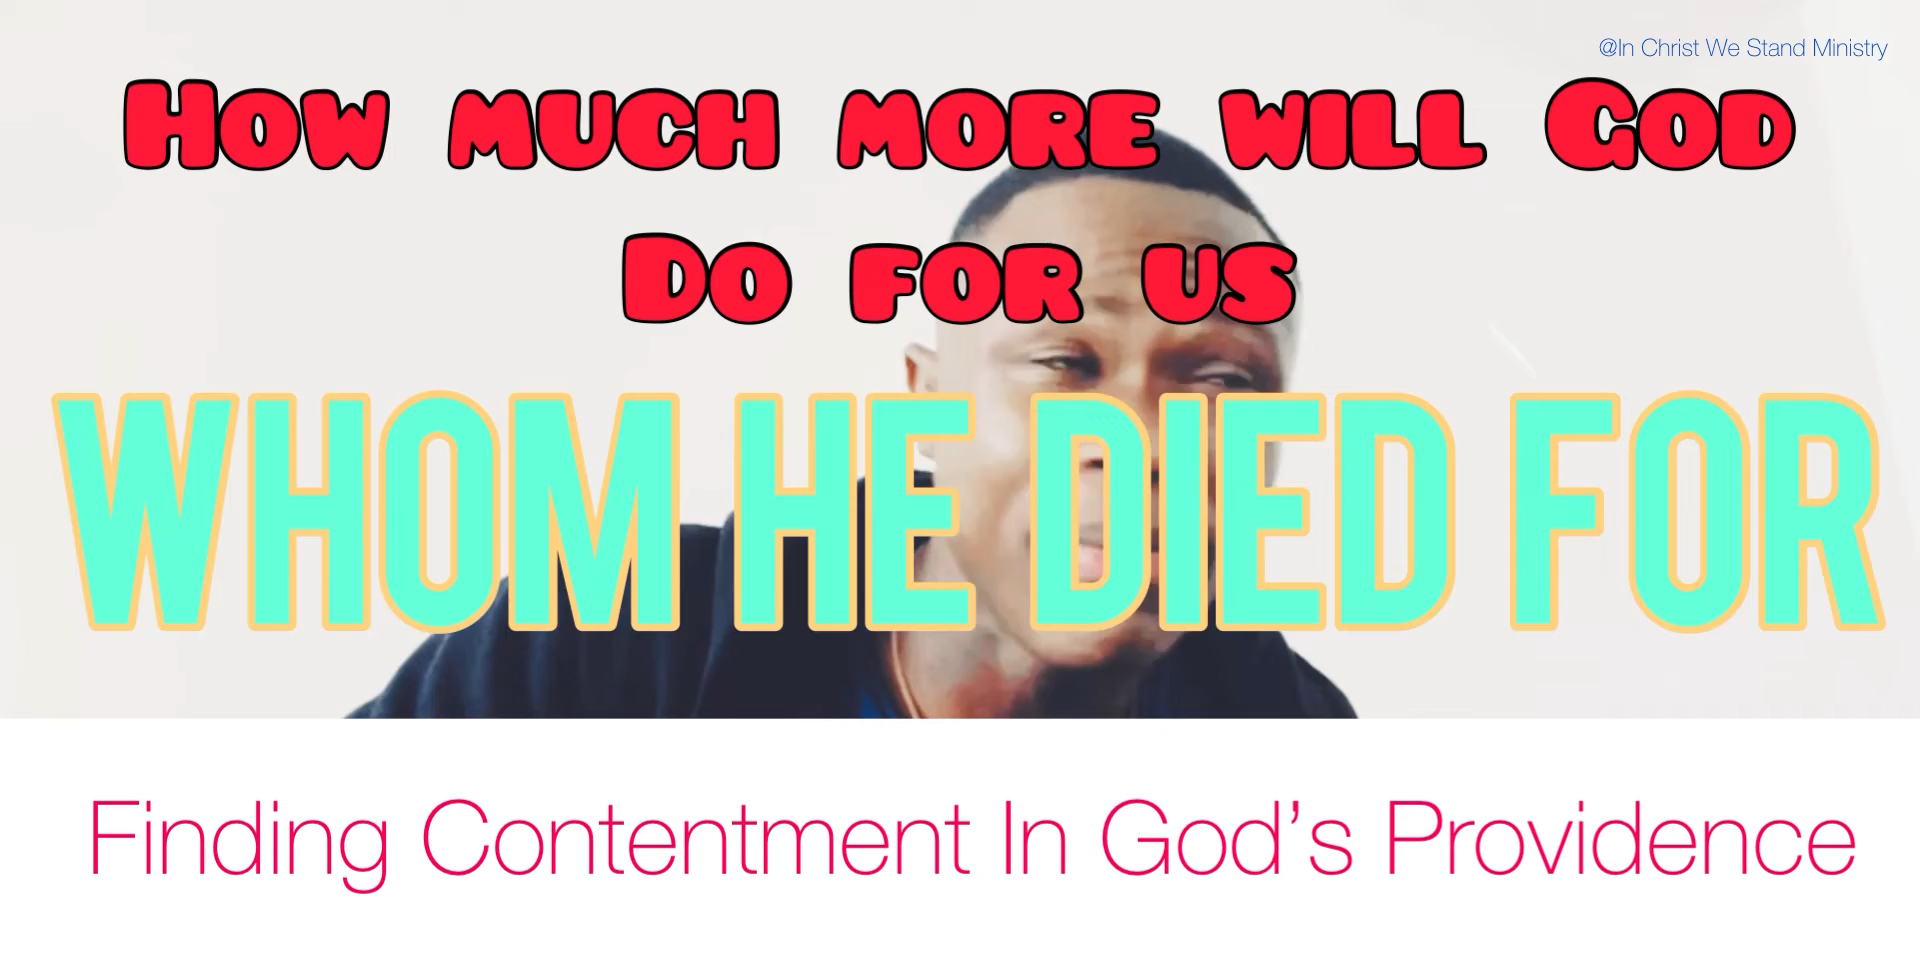 @In Christ We Stand Ministry
How much more will God
Do for us
WHOM HE DIED FOR
Finding Contentment In God’s Providence